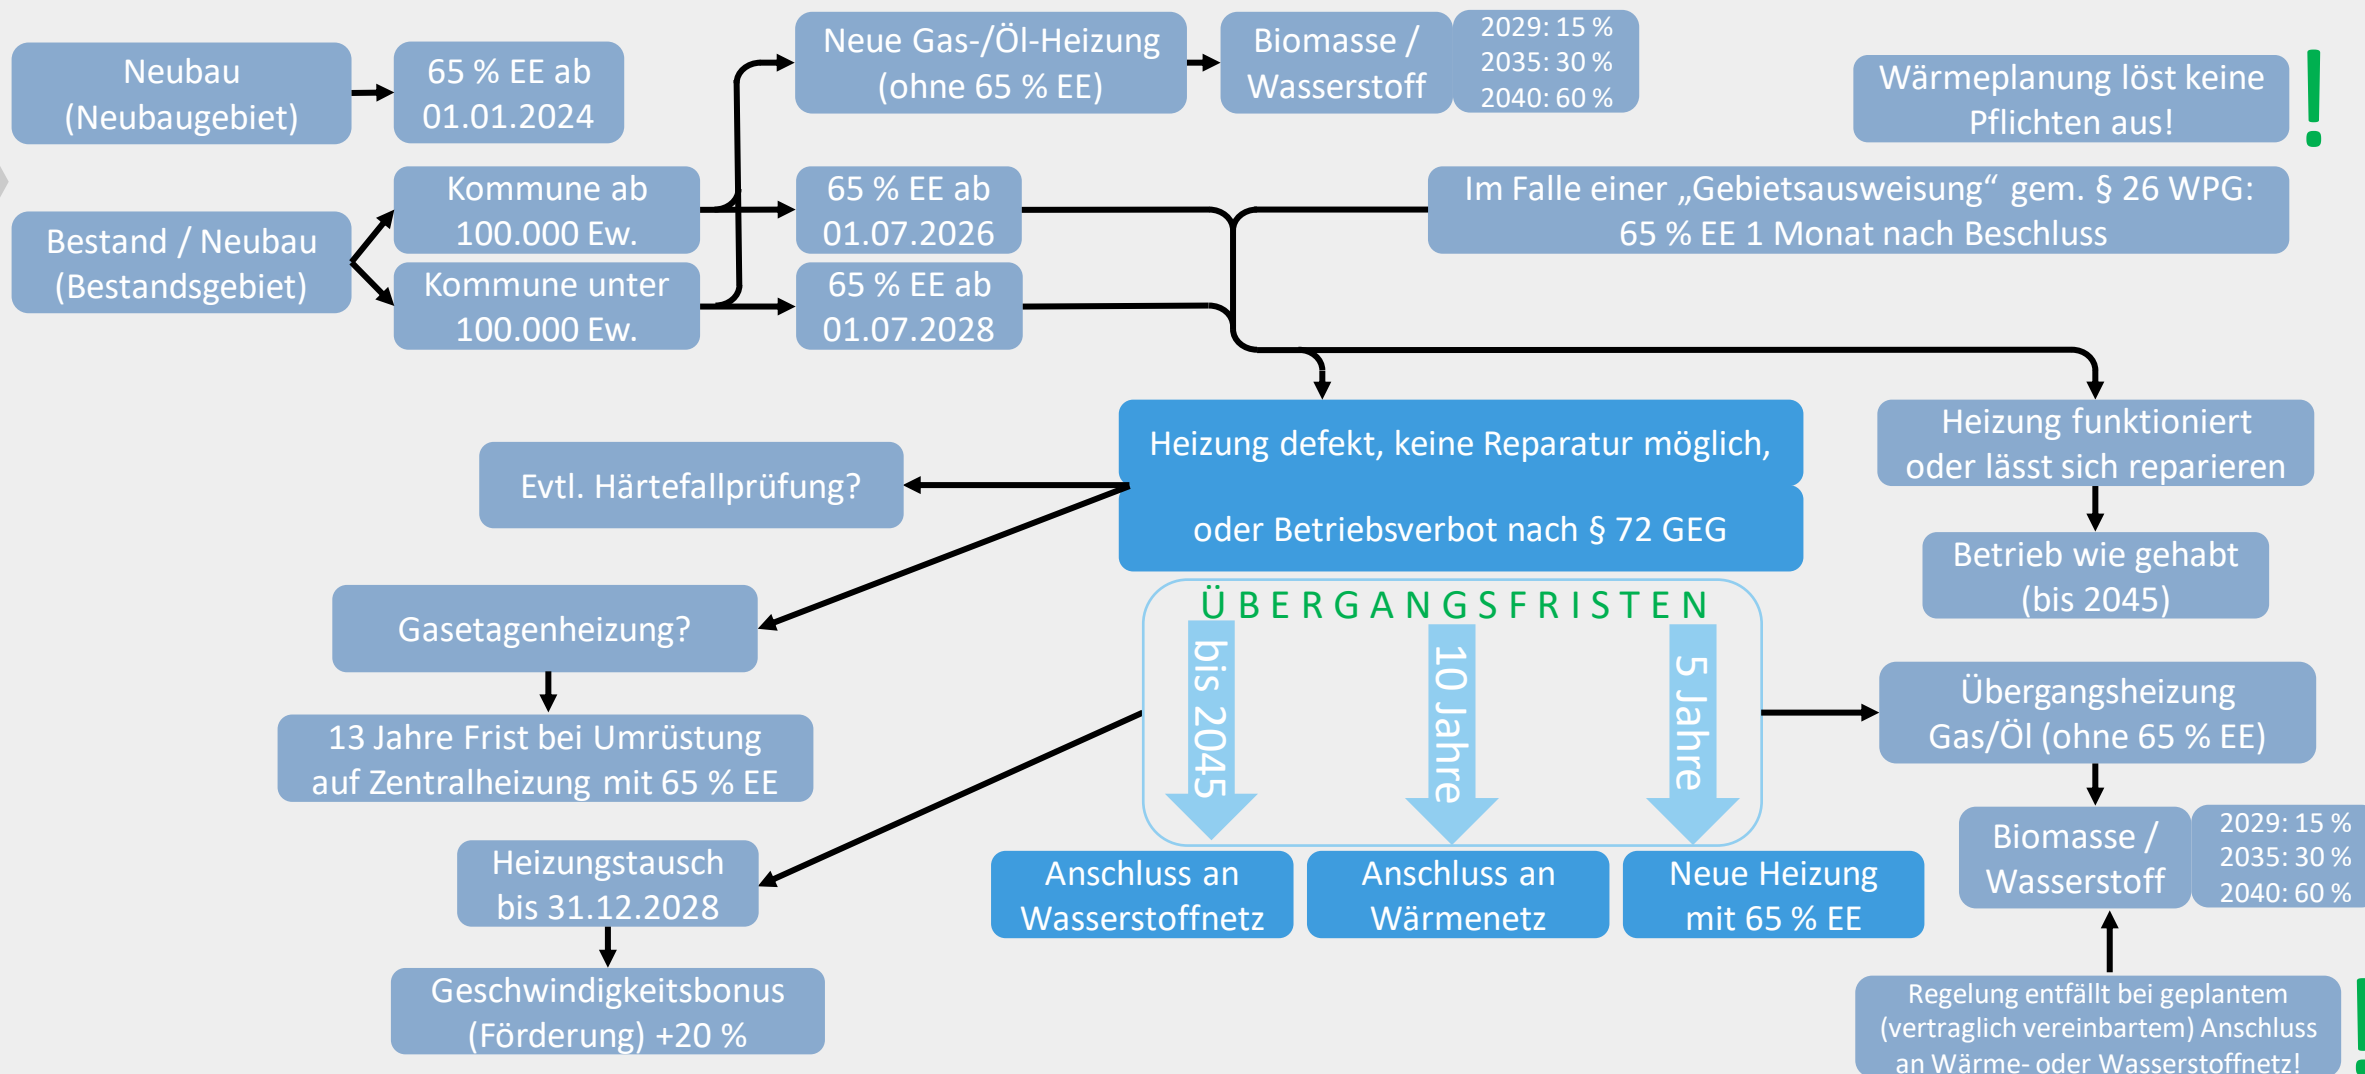 Neubau
(Neubaugebiet)
65 % EE ab
01.01.2024
Neue Gas-/Öl-Heizung
(ohne 65 % EE)
Biomasse /
Wasserstoff
2029: 15 %
2035: 30 %
2040: 60 %
Wärmeplanung löst keine
Pflichten aus!
!
Bestand / Neubau
(Bestandsgebiet)
Kommune ab
100.000 Ew.
65 % EE ab
01.07.2026
Im Falle einer „Gebietsausweisung“ gem. § 26 WPG:
65 % EE 1 Monat nach Beschluss
Kommune unter
100.000 Ew.
65 % EE ab
01.07.2028
Heizung defekt, keine Reparatur möglich,
oder Betriebsverbot nach § 72 GEG
Heizung funktioniert
oder lässt sich reparieren
Betrieb wie gehabt
(bis 2045)
Evtl. Härtefallprüfung?
Gasetagenheizung?
13 Jahre Frist bei Umrüstung
auf Zentralheizung mit 65 % EE
ÜBERGANGSFRISTEN
bis 2045
10 Jahre
5 Jahre
Übergangsheizung
Gas/Öl (ohne 65 % EE)
Biomasse /
Wasserstoff
2029: 15 %
2035: 30 %
2040: 60 %
Heizungstausch
bis 31.12.2028
Anschluss an
Wasserstoffnetz
Anschluss an
Wärmenetz
Neue Heizung
mit 65 % EE
Geschwindigkeitsbonus
(Förderung) +20 %
Regelung entfällt bei geplantem
(vertraglich vereinbartem) Anschluss
an Wärme- oder Wasserstoffnetz!
!